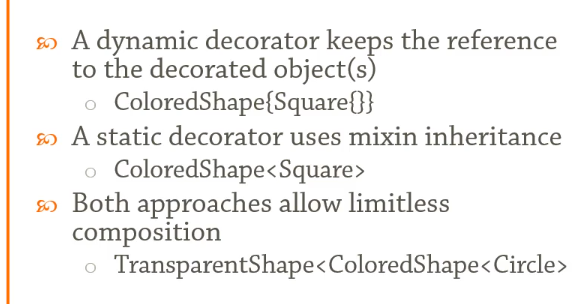 A dynamic decorator keeps the reference
to the decorated object(s)
ColoredShape{Square{}}
A static decorator uses mixin inheritance
ColoredShape<Square>
Both approaches allow limitless
composition
TransparentShape<ColoredShape<Circle>